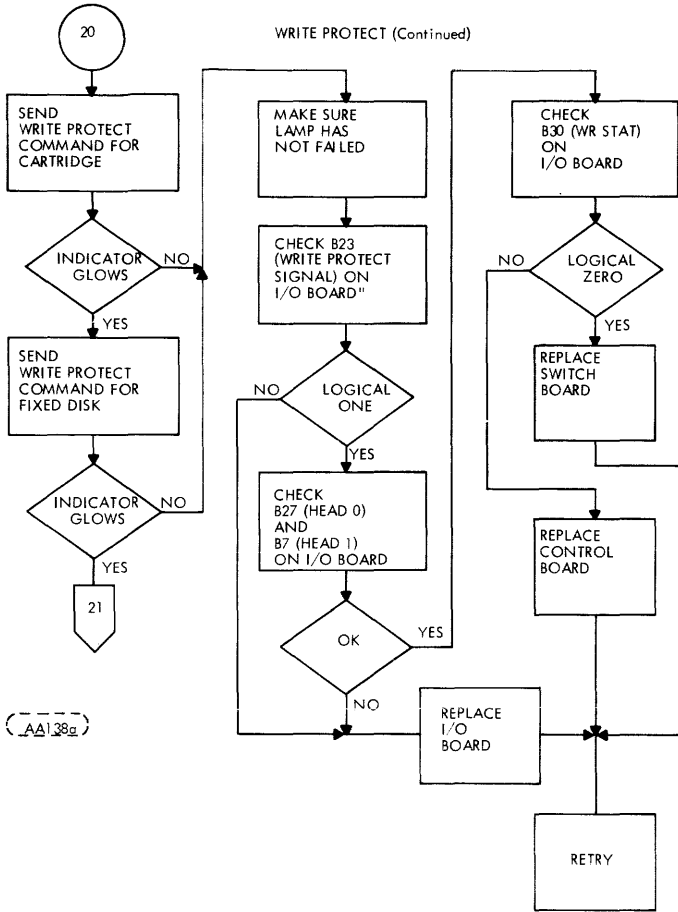 WRITE PROTECT (Continued)
20
SEND
WRITE PROTECT
COMMAND FOR
CARTRIDGE
INDICATOR
GLOWS
NO
YES
SEND
WRITE PROTECT
COMMAND FOR
FIXED DISK
INDICATOR
GLOWS
NO
YES
21
MAKE SURE
LAMP HAS
NOT FAILED
CHECK B23
(WRITE PROTECT
SIGNAL) ON
I/O BOARD"
NO
LOGICAL
ONE
YES
CHECK
B27 (HEAD 0)
AND
B7 (HEAD 1)
ON I/O BOARD
OK
YES
NO
REPLACE
I/O
BOARD
CHECK
B30 (WR STAT)
ON
I/O BOARD
NO
LOGICAL
ZERO
YES
REPLACE
SWITCH
BOARD
REPLACE
CONTROL
BOARD
RETRY
AA138a